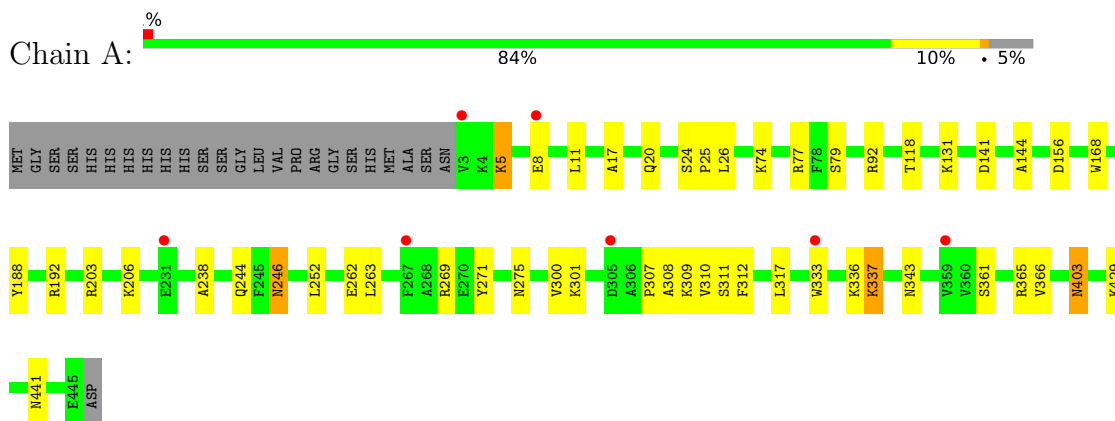 .%
Chain A:
84% 10% • 5%
MET GLY SER SER HIS HIS HIS HIS HIS HIS HIS HIS SER SER GLY LEU VAL PRO ARG GLY SER HIS MET ALA SER ASN V3 K4 K5 E8 L11 A17 Q20 S24 P25 L26 K74 R77 F78 S79 R92 T118 K131 D141 A144 D156 W168
Y188 R192 R203 K206 E231 A238 Q244 F245 N246 L252 E262 L263 F267 A268 R269 E270 Y271 N275 V300 K301 D305 A306 P307 A308 K309 V310 S311 F312 L317 W333 K336 K337 N343 V359 V360 S361 R365 V366 N403
N441 E445 ASP